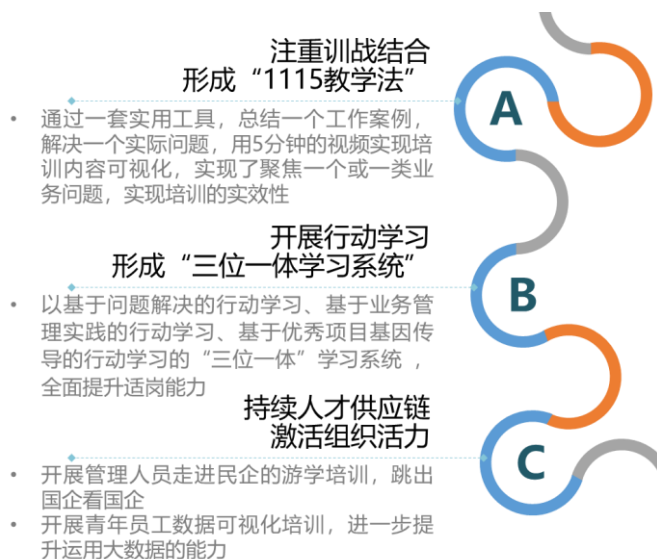 注重训战结合
形成“1115教学法”
A
• 通过一套实用工具，总结一个工作案例，
解决一个实际问题，用5分钟的视频实现培
训内容可视化，实现了聚焦一个或一类业
务问题，实现培训的实效性
开展行动学习
形成“三位一体学习系统”
B
• 以基于问题解决的行动学习、基于业务管
理实践的行动学习、基于优秀项目基因传
导的行动学习的“三位一体”学习系统，
全面提升适岗能力
持续人才供应链
激活组织活力
C
• 开展管理人员走进民企的游学培训，跳出
国企看国企
• 开展青年员工数据可视化培训，进一步提
升运用大数据的能力